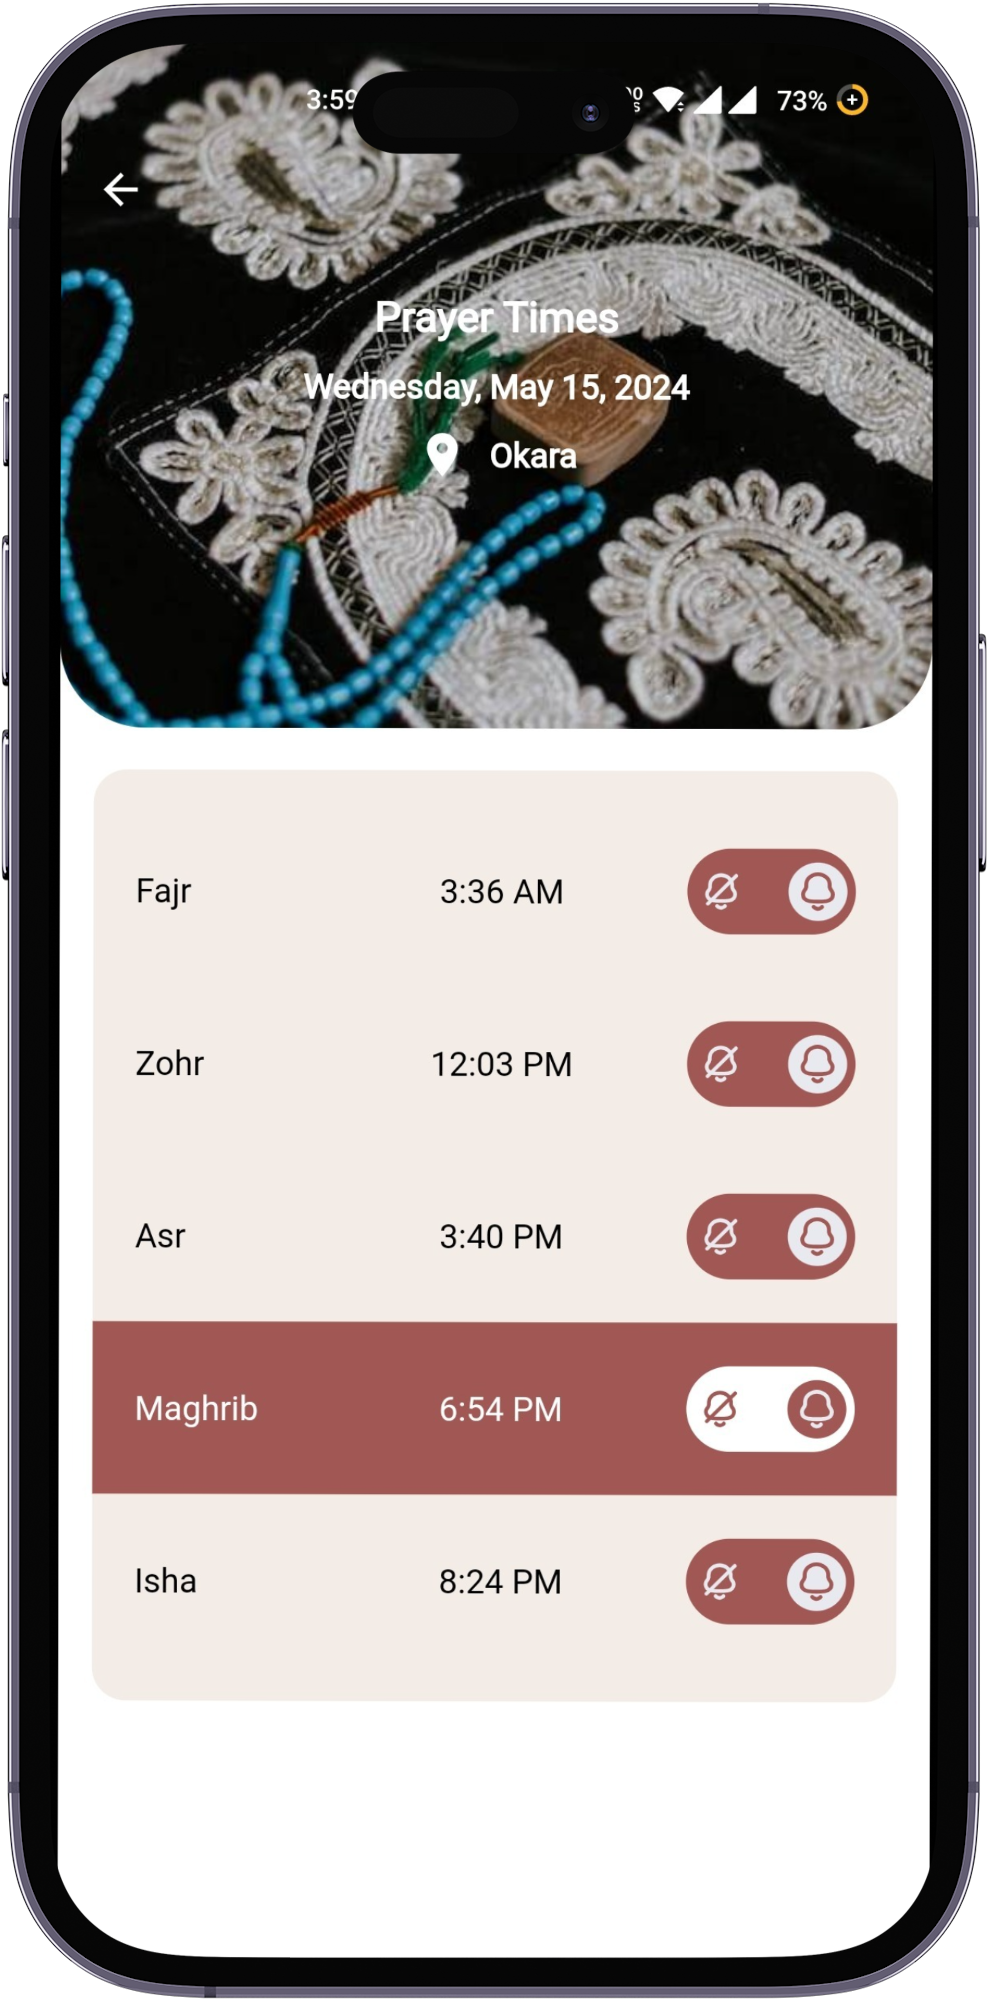 3:59
73%
Prayer Times
Wednesday, May 15, 2024
Okara
Fajr 3:36 AM
Zohr 12:03 PM
Asr 3:40 PM
Maghrib 6:54 PM
Isha 8:24 PM